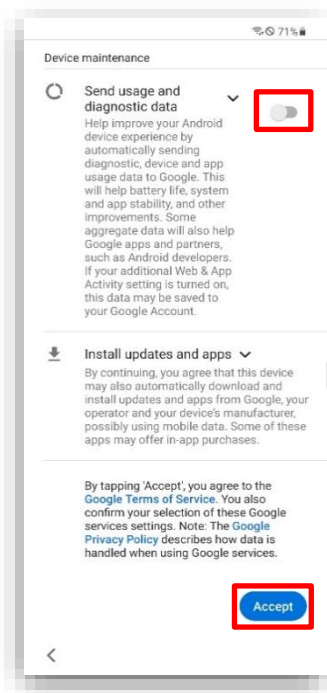 71%
Device maintenance
Send usage and
diagnostic data
Help improve your Android
device experience by
automatically sending
diagnostic, device and app
usage data to Google. This
will help battery life, system
and app stability, and other
improvements. Some
aggregate data will also help
Google apps and partners,
such as Android developers.
If your additional Web & App
Activity setting is turned on,
this data may be saved to
your Google Account.
Install updates and apps
By continuing, you agree that this device
may also automatically download and
install updates and apps from Google, your
operator and your device's manufacturer,
possibly using mobile data. Some of these
apps may offer in-app purchases.
By tapping 'Accept', you agree to the
Google Terms of Service. You also
confirm your selection of these Google
services settings. Note: The Google
Privacy Policy describes how data is
handled when using Google services.
Accept